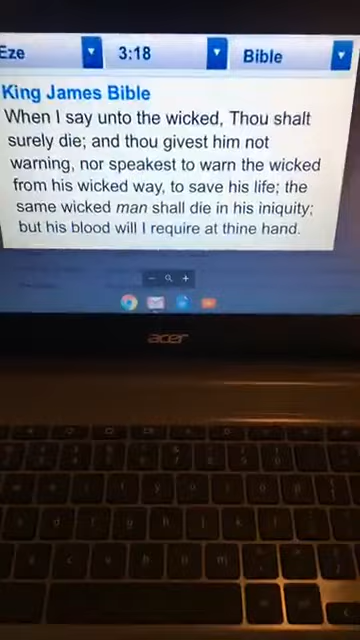 Eze 3:18 Bible
King James Bible
When I say unto the wicked, Thou shalt
surely die; and thou givest him not
warning, nor speakest to warn the wicked
from his wicked way, to save his life; the
same wicked man shall die in his iniquity;
but his blood will I require at thine hand.
acer